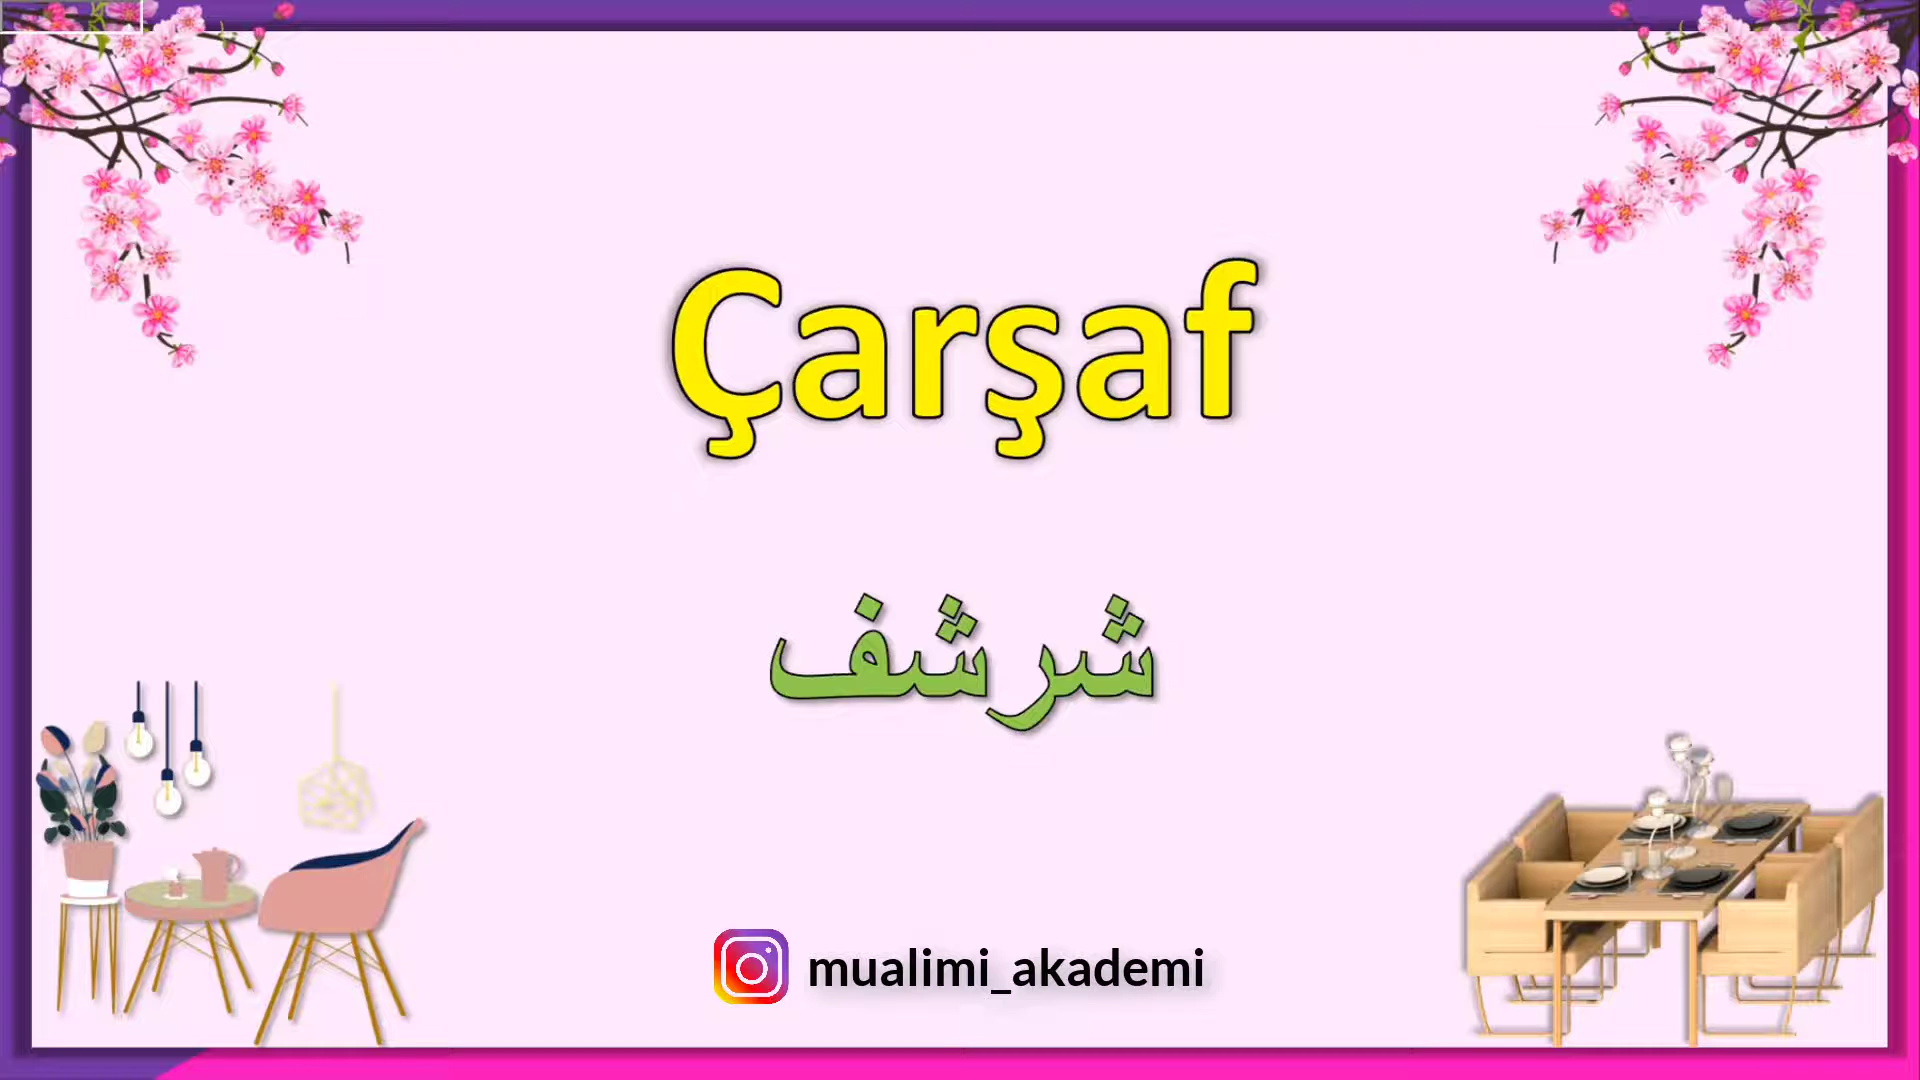 Çarşaf
شرشف
mualimi_akademi